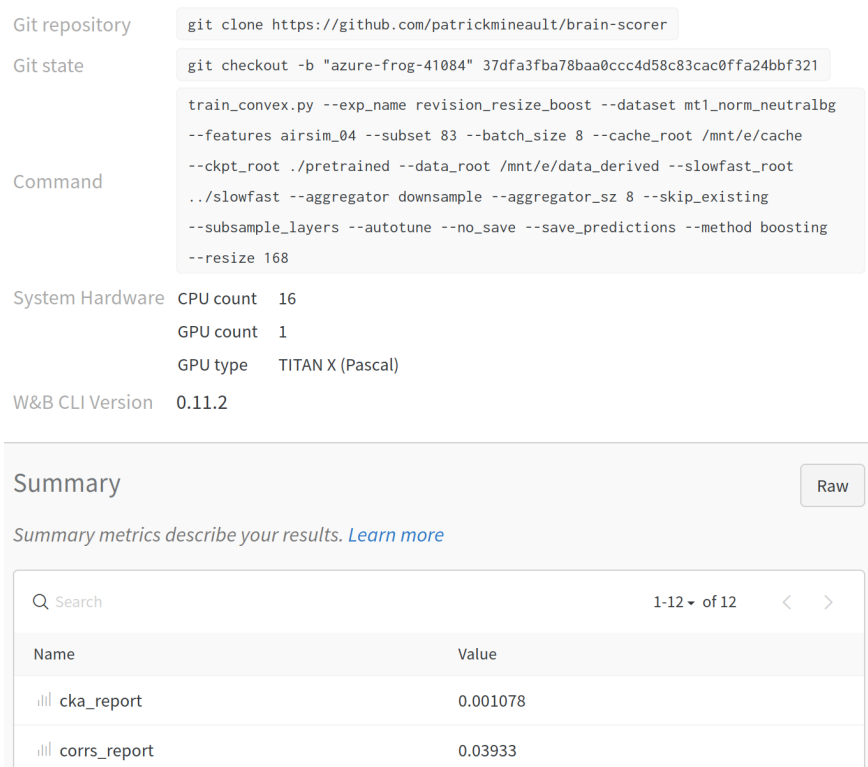 Git repository git clone https://github.com/patrickmineault/brain-scorer
Git state git checkout -b "azure-frog-41084" 37dfa3fba78baa0ccc4d58c83cac0ffa24bbf321
Command
train_convex.py --exp_name revision_resize_boost --dataset mt1_norm_neutralbg
--features airsim_04 --subset 83 --batch_size 8 --cache_root /mnt/e/cache
--ckpt_root ./pretrained --data_root /mnt/e/data_derived --slowfast_root
../slowfast --aggregator downsample --aggregator_sz 8 --skip_existing
--subsample_layers --autotune --no_save --save_predictions --method boosting
--resize 168
System Hardware CPU count 16
GPU count 1
GPU type TITAN X (Pascal)
W&B CLI Version 0.11.2
Summary Raw
Summary metrics describe your results. Learn more
Search 1-12 of 12
Name Value
cka_report 0.001078
corrs_report 0.03933